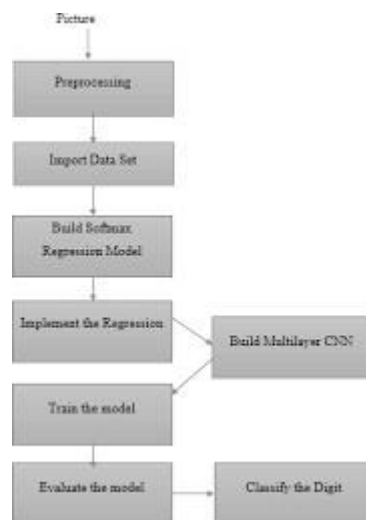 Picture
Preprocessing
Import Data Set
Build Softmax
Regression Model
Implement the Regression
Build Multilayer CNN
Train the model
Evaluate the model
Classify the Digit